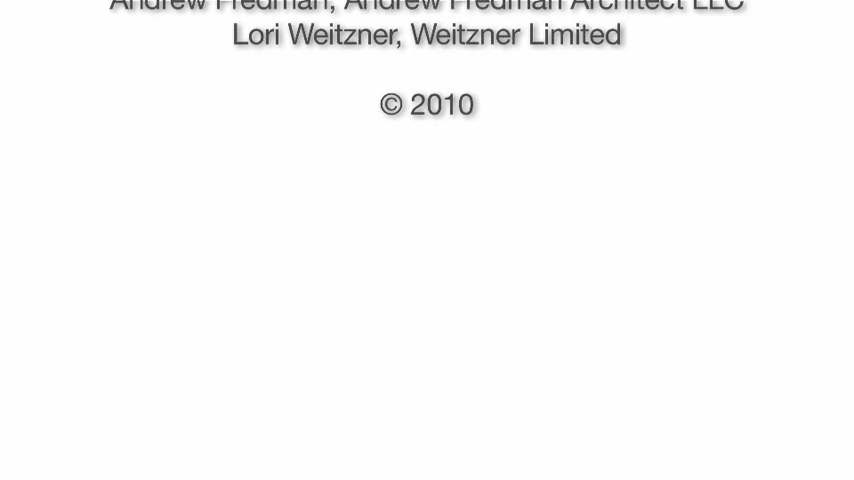 Andrew Fredman, Andrew Fredman Architect LLC
Lori Weitzner, Weitzner Limited
© 2010